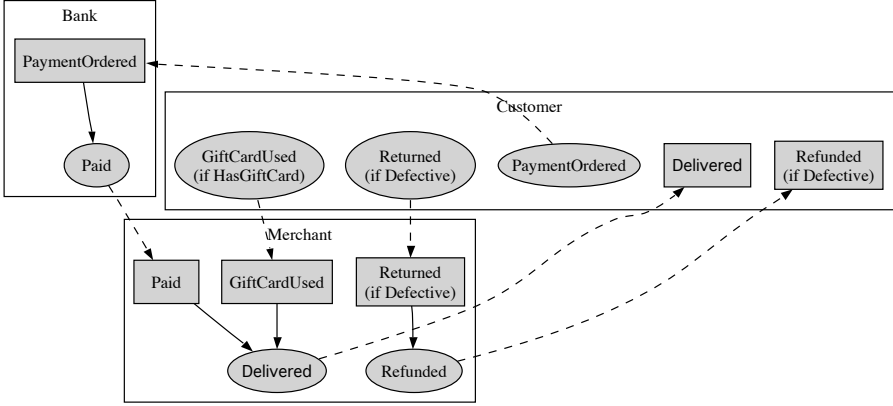 Bank
PaymentOrdered
Paid
Customer
GiftCardUsed
(if HasGiftCard)
Returned
(if Defective)
PaymentOrdered
Delivered
Refunded
(if Defective)
Merchant
Paid
GiftCardUsed
Returned
(if Defective)
Delivered
Refunded